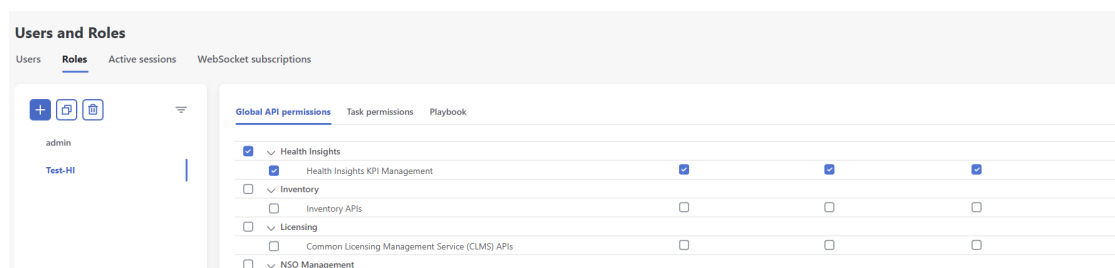 Users and Roles
Users Roles Active sessions WebSocket subscriptions
Global API permissions Task permissions Playbook
admin
Test-HI
Health Insights
Health Insights KPI Management
Inventory
Inventory APIs
Licensing
Common Licensing Management Service (CLMS) APIs
NSO Management